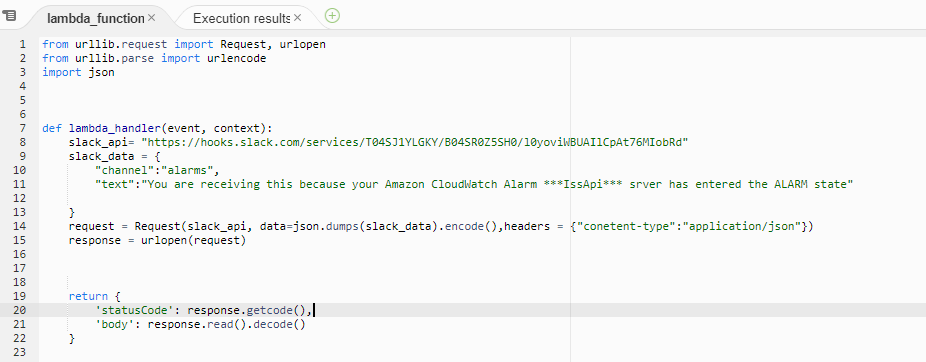 lambda_function ×
Execution results ×
1 from urllib.request import Request, urlopen
2 from urllib.parse import urlencode
3 import json
4
5
6
7 def lambda_handler(event, context):
8 slack_api= "https://hooks.slack.com/services/T04SJ1YLGKY/B04SR0Z5SH0/
9 slack_data = {
10 "channel":"alarms",
11 "text":"You are receiving this because your Amazon CloudWatch Alarm ***IssApi*** srver has entered the ALARM state"
12
13 }
14 request = Request(slack_api, data=json.dumps(slack_data).encode(),headers = {"conetent-type":"application/json"})
15 response = urlopen(request)
16
17
18
19 return {
20 'statusCode': response.getcode(),
21 'body': response.read().decode()
22 }
23